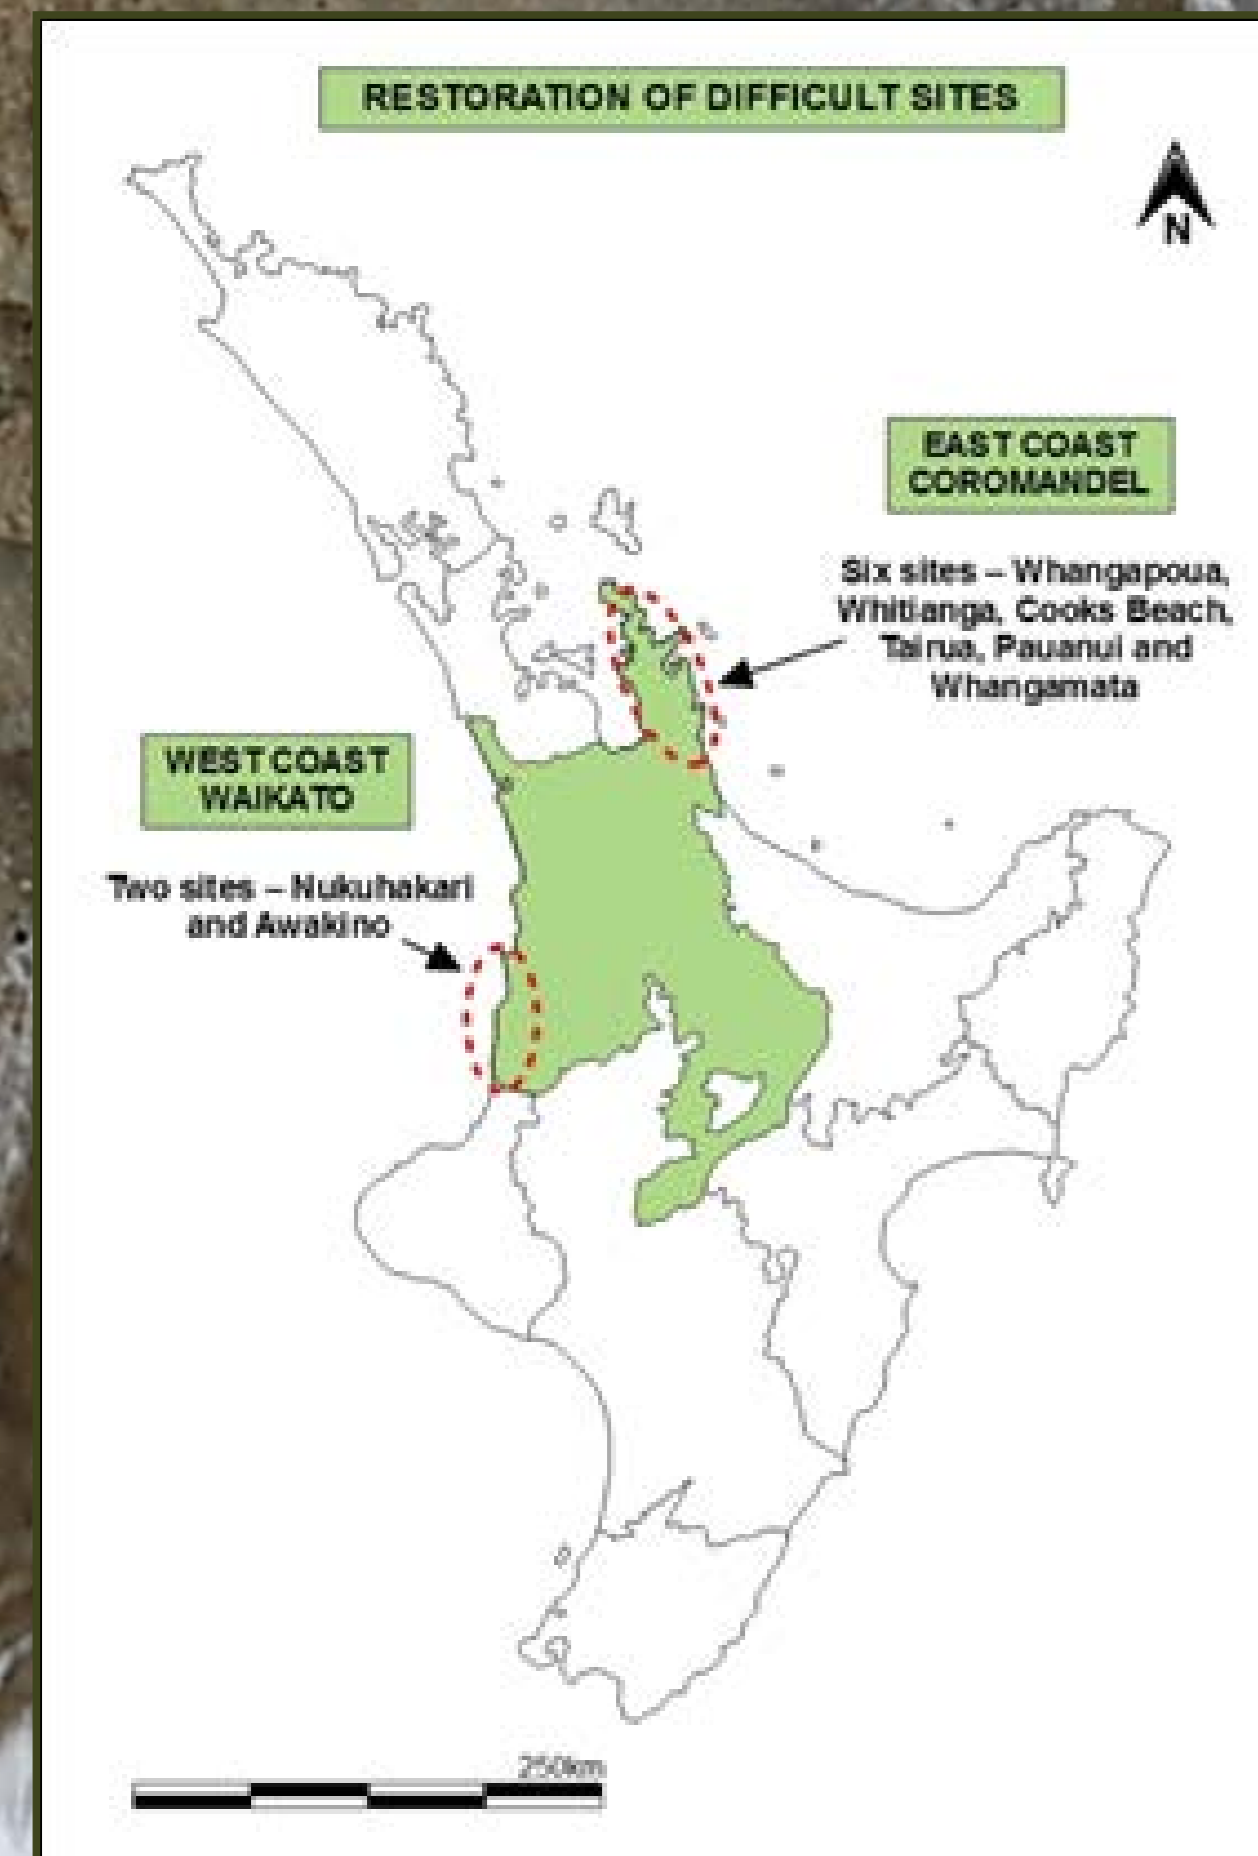 RESTORATION OF DIFFICULT SITES
N
EAST COAST
COROMANDEL
Six sites – Whangapoua,
Whitianga, Cooks Beach,
Tairua, Pauanui and
Whangamata
WEST COAST
WAIKATO
Two sites – Nukuhakari
and Awakino
250km